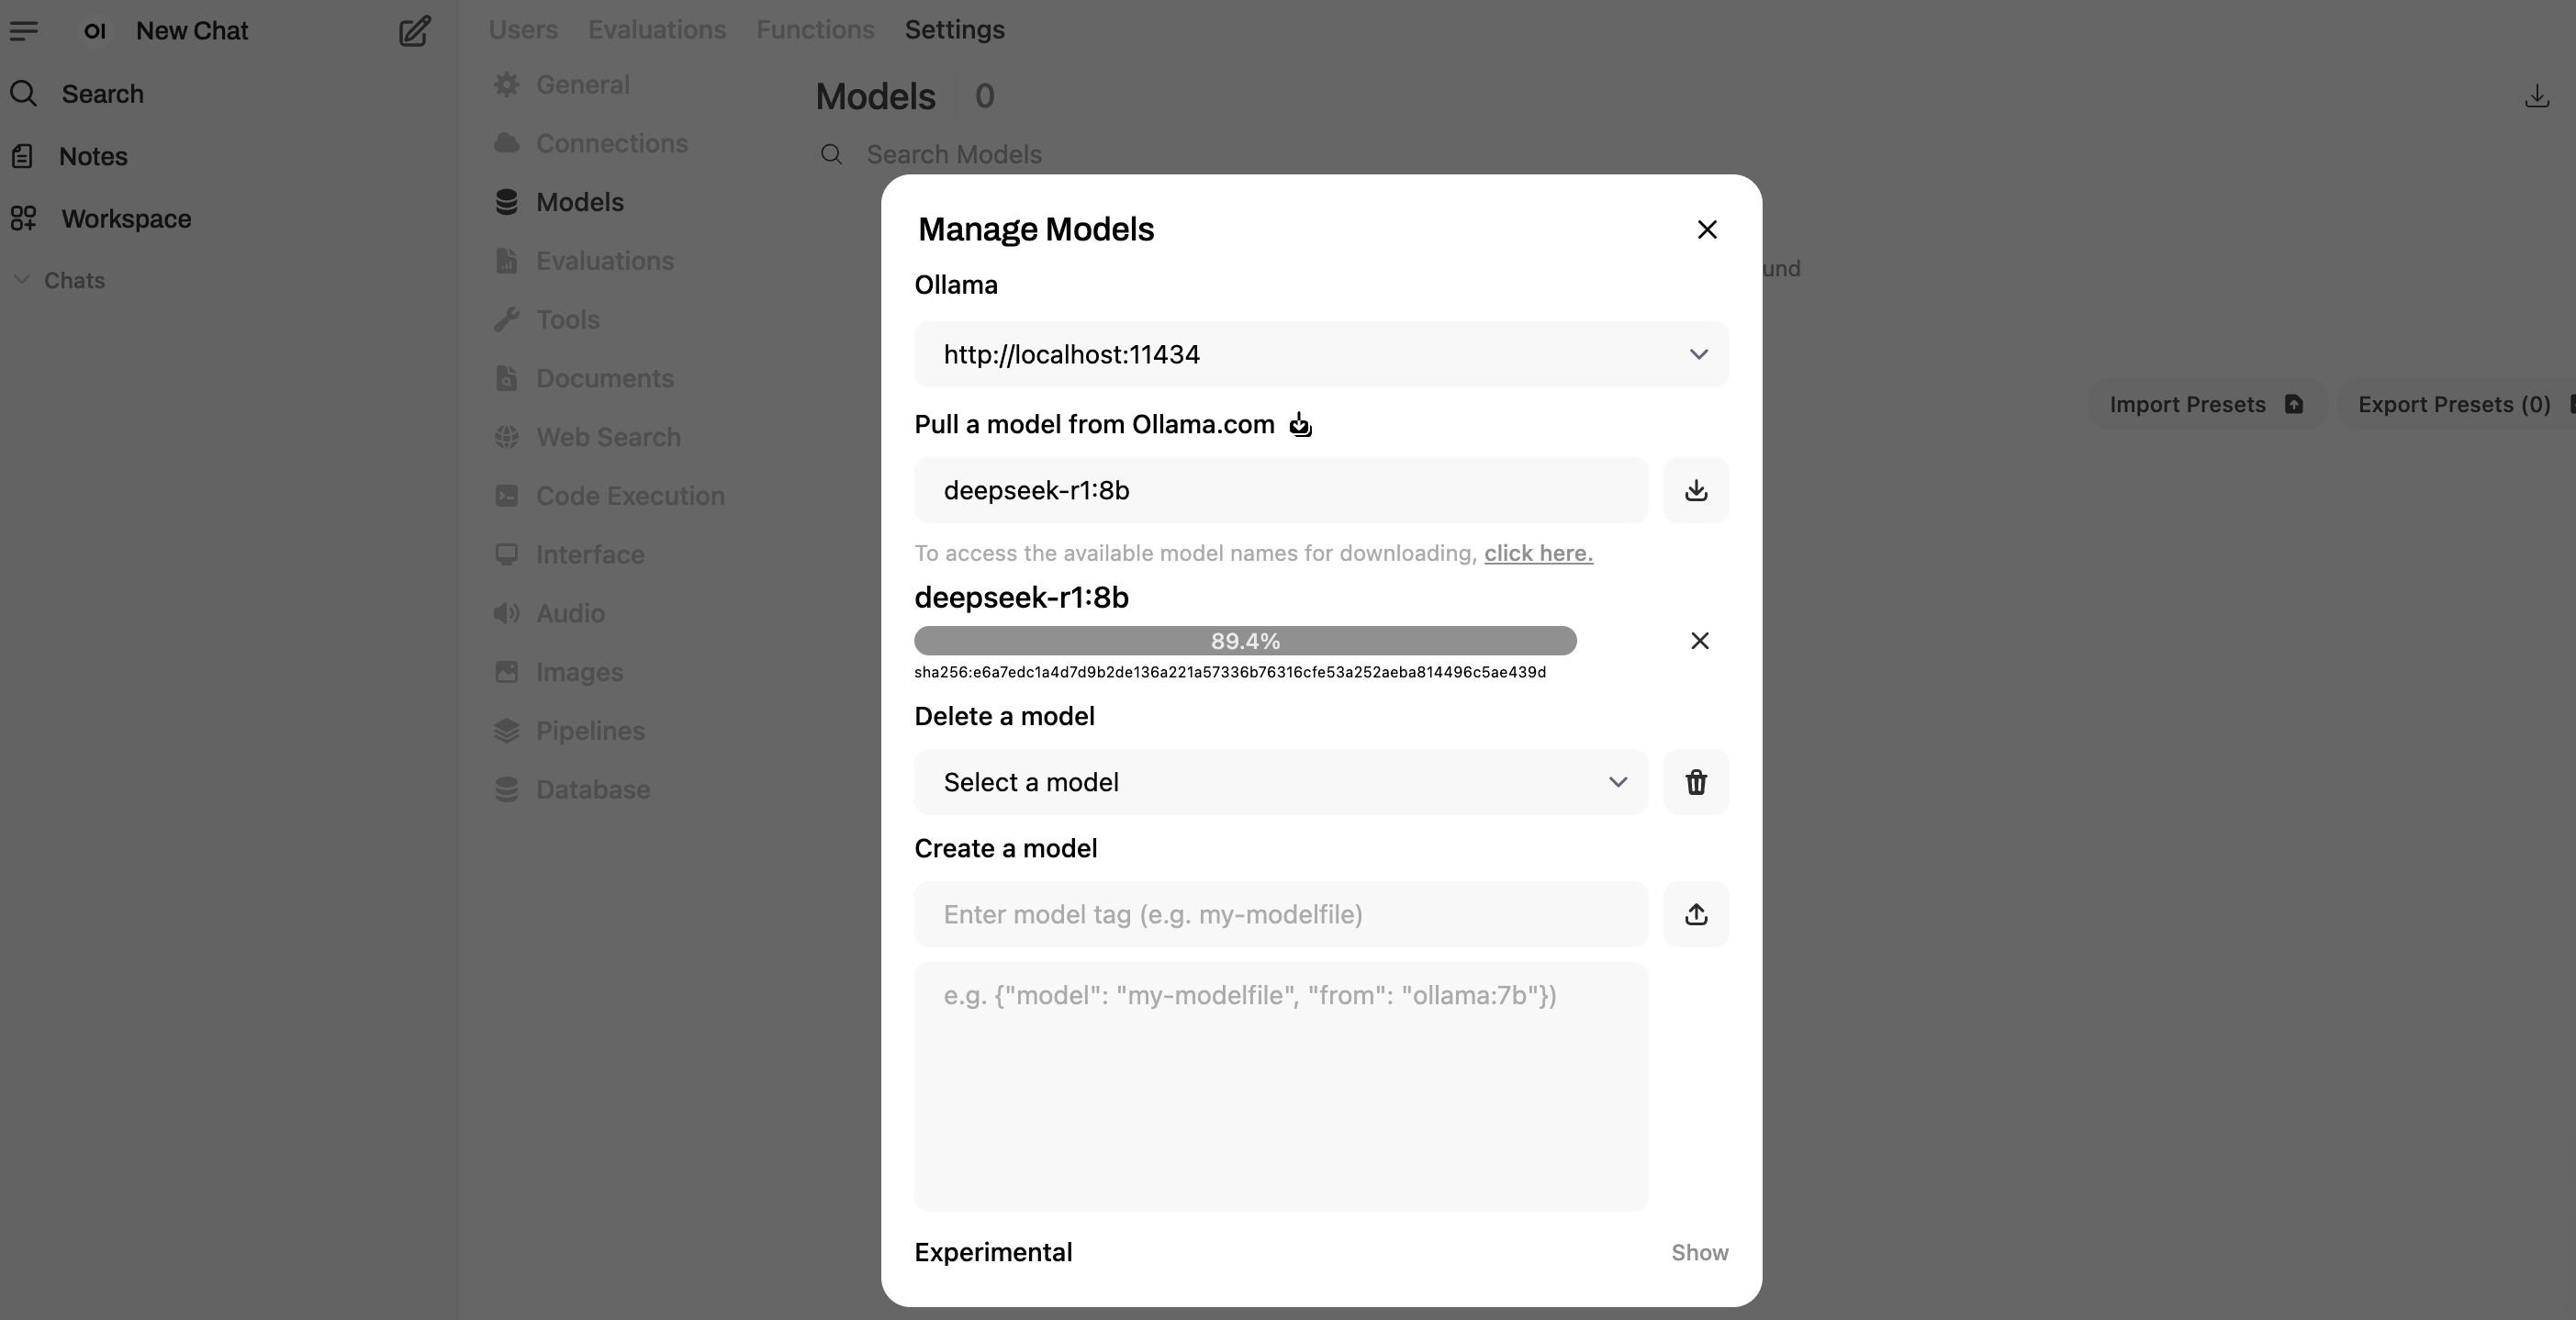 OI New Chat
Search
Notes
Workspace
Chats
Users Evaluations Functions Settings
General
Connections
Models
Evaluations
Tools
Documents
Web Search
Code Execution
Interface
Audio
Images
Pipelines
Database
Models 0
Search Models
und
Import Presets Export Presets (0)
Manage Models
Ollama
http://localhost:11434
Pull a model from Ollama.com
deepseek-r1:8b
To access the available model names for downloading, click here.
deepseek-r1:8b
89.4%
sha256:e6a7edc1a4d7d9b2de136a221a57336b76316cfe53a252aeba814496c5ae439d
Delete a model
Select a model
Create a model
Enter model tag (e.g. my-modelfile)
e.g. {"model": "my-modelfile", "from": "ollama:7b"})
Experimental Show